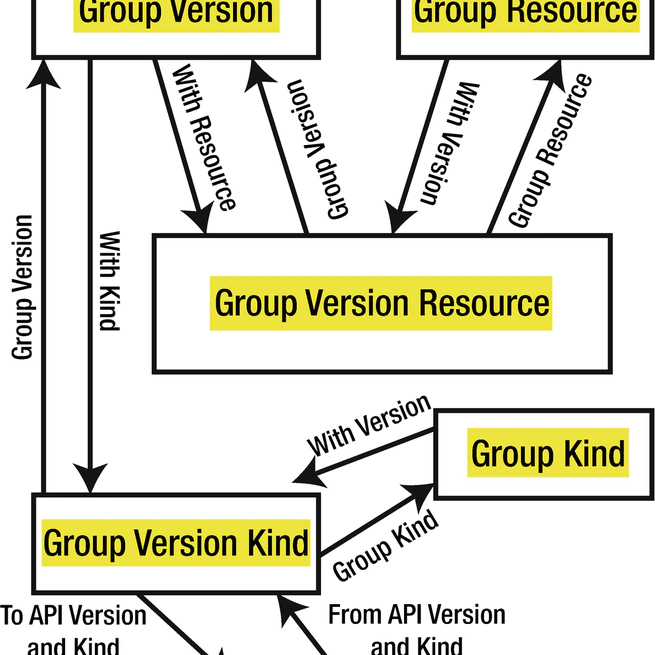 Group Version
Group Resource
With Resource
Group Version
With Version
Group Resource
Group Version
With Kind
Group Version Resource
With Version
Group Kind
Group Version Kind
Group Kind
To API Version
and Kind
From API Version
and Kind